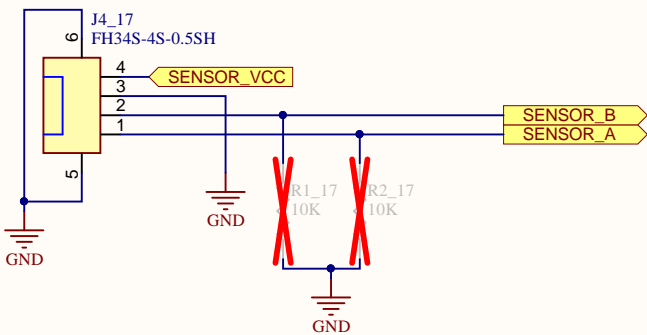 J4_17
FH34S-4S-0.5SH
6
4
SENSOR_VCC
3
2
SENSOR_B
1
SENSOR_A
5
R1_17
10K
R2_17
10K
GND
GND
GND